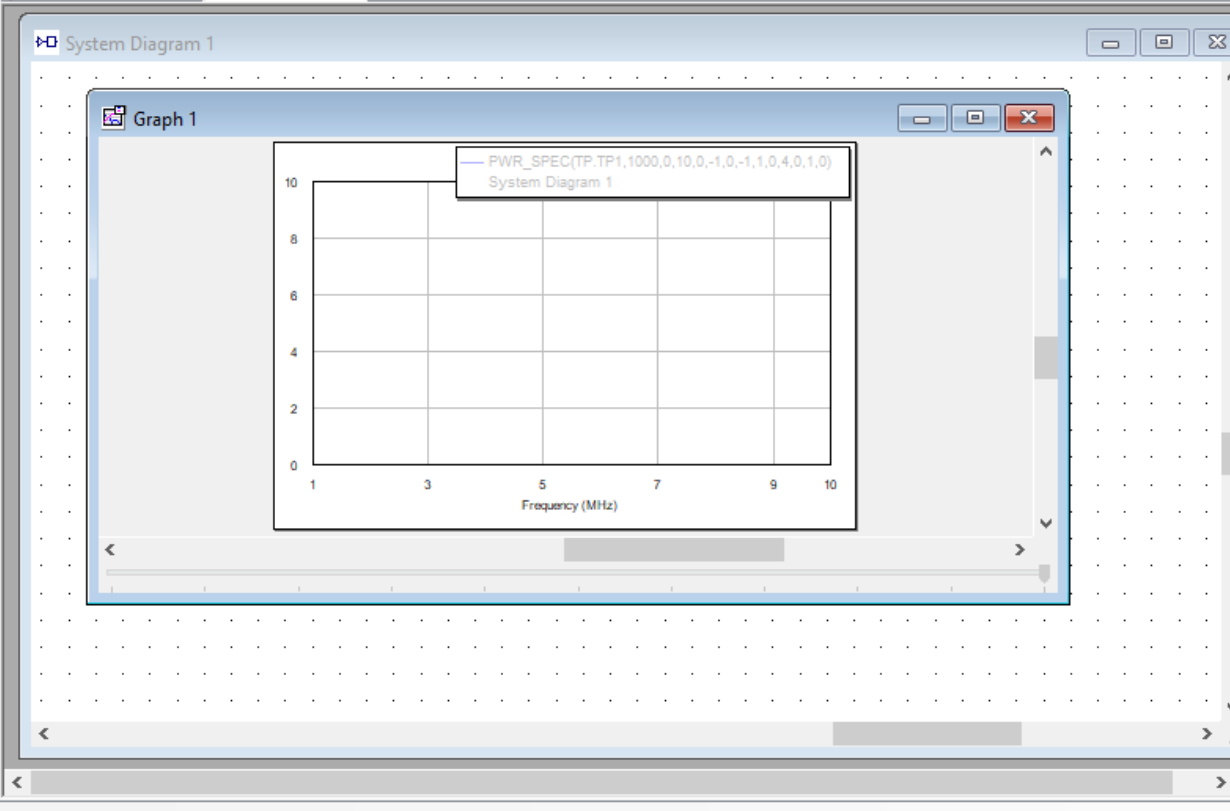 System Diagram 1
Graph 1
PWR_SPEC(TP.TP1,1000,0,10,0,-1,0,-1,1,0,4,0,1,0)
System Diagram 1
10
8
6
4
2
0
1 3 5 7 9 10
Frequency (MHz)